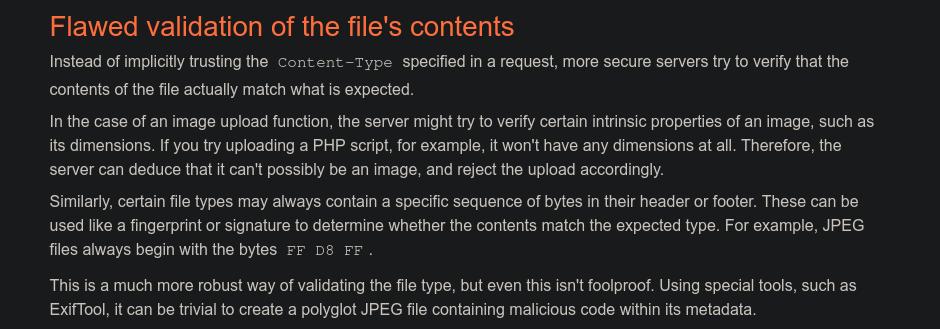 Flawed validation of the file's contents
Instead of implicitly trusting the Content-Type specified in a request, more secure servers try to verify that the
contents of the file actually match what is expected.
In the case of an image upload function, the server might try to verify certain intrinsic properties of an image, such as
its dimensions. If you try uploading a PHP script, for example, it won't have any dimensions at all. Therefore, the
server can deduce that it can't possibly be an image, and reject the upload accordingly.
Similarly, certain file types may always contain a specific sequence of bytes in their header or footer. These can be
used like a fingerprint or signature to determine whether the contents match the expected type. For example, JPEG
files always begin with the bytes FF D8 FF .
This is a much more robust way of validating the file type, but even this isn't foolproof. Using special tools, such as
ExifTool, it can be trivial to create a polyglot JPEG file containing malicious code within its metadata.